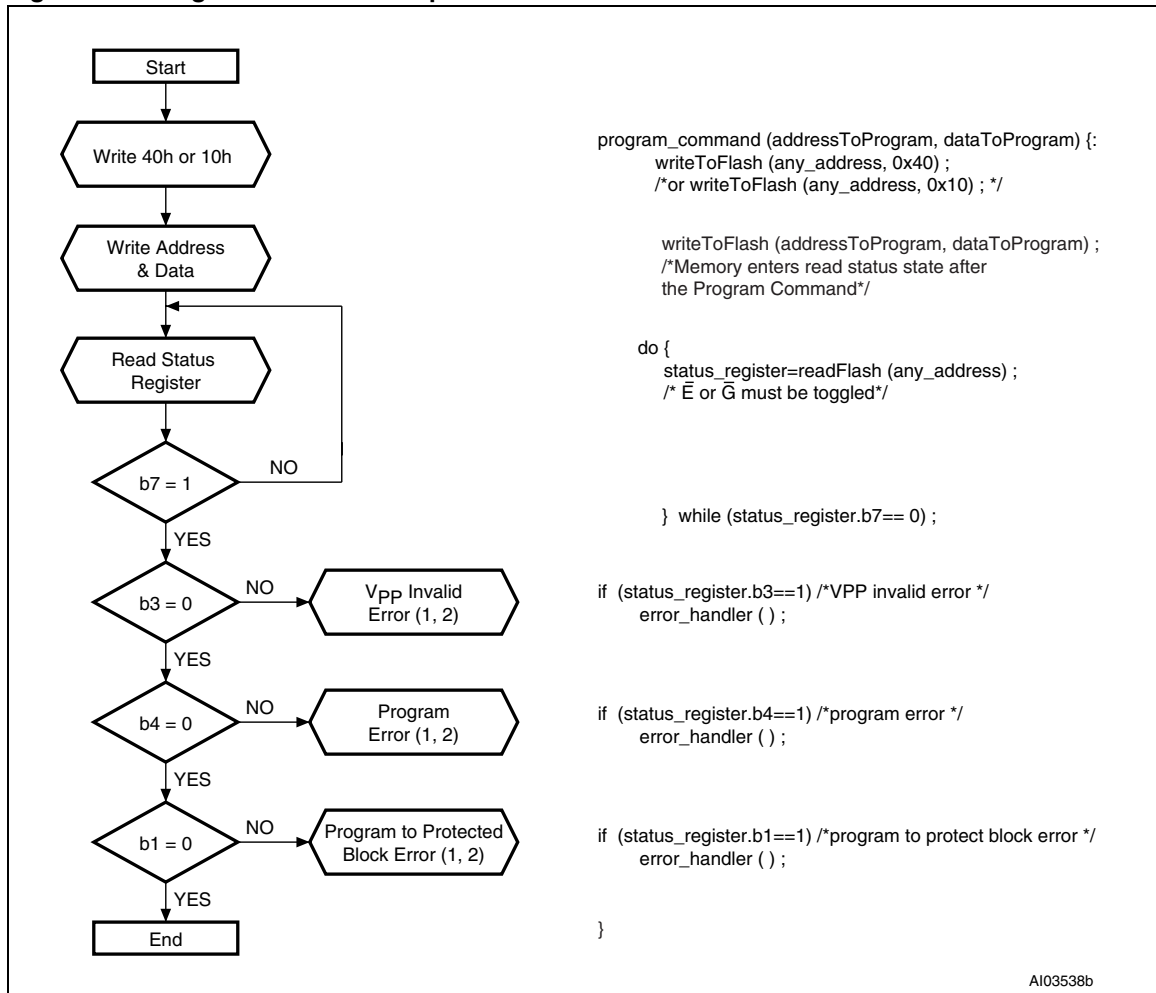 Start
Write 40h or 10h
Write Address
& Data
Read Status
Register
b7 = 1
NO
YES
b3 = 0
NO
VPP Invalid
Error (1, 2)
YES
b4 = 0
NO
Program
Error (1, 2)
YES
b1 = 0
NO
Program to Protected
Block Error (1, 2)
YES
End
program_command (addressToProgram, dataToProgram) {:
writeToFlash (any_address, 0x40) ;
/*or writeToFlash (any_address, 0x10) ; */
writeToFlash (addressToProgram, dataToProgram) ;
/*Memory enters read status state after
the Program Command*/
do {
status_register=readFlash (any_address) ;
/* E̅ or G̅ must be toggled*/
} while (status_register.b7== 0) ;
if (status_register.b3==1) /*VPP invalid error */
error_handler ( ) ;
if (status_register.b4==1) /*program error */
error_handler ( ) ;
if (status_register.b1==1) /*program to protect block error */
error_handler ( ) ;
}
AI03538b